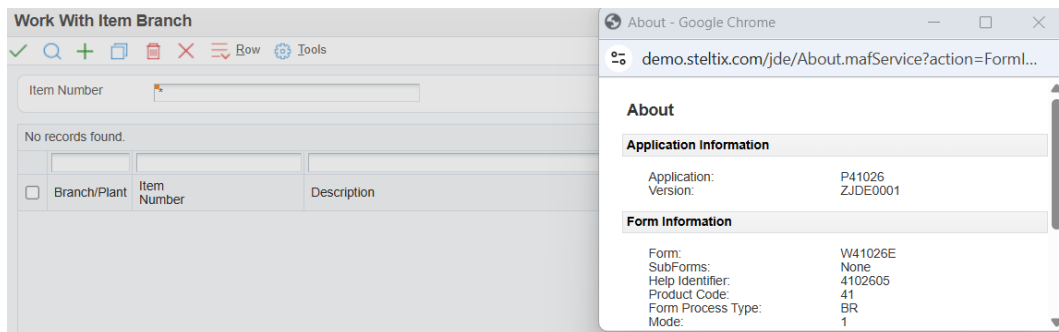 Work With Item Branch
Row Tools
Item Number *
No records found.
Branch/Plant Item Number Description
About - Google Chrome
demo.steltix.com/jde/About.mafService?action=FormI...
About
Application Information
Application: P41026
Version: ZJDE0001
Form Information
Form: W41026E
SubForms: None
Help Identifier: 4102605
Product Code: 41
Form Process Type: BR
Mode: 1